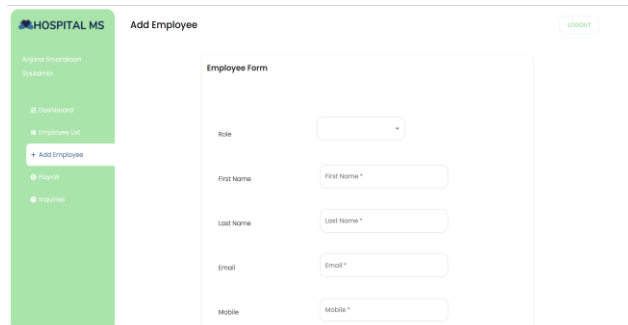 HOSPITAL MS
Add Employee
LOGOUT
Anjana Smarakoon
SysAdmin
Dashboard
Employee List
+ Add Employee
Payroll
Inquiries
Employee Form
Role
First Name
First Name *
Last Name
Last Name *
Email
Email *
Mobile
Mobile *